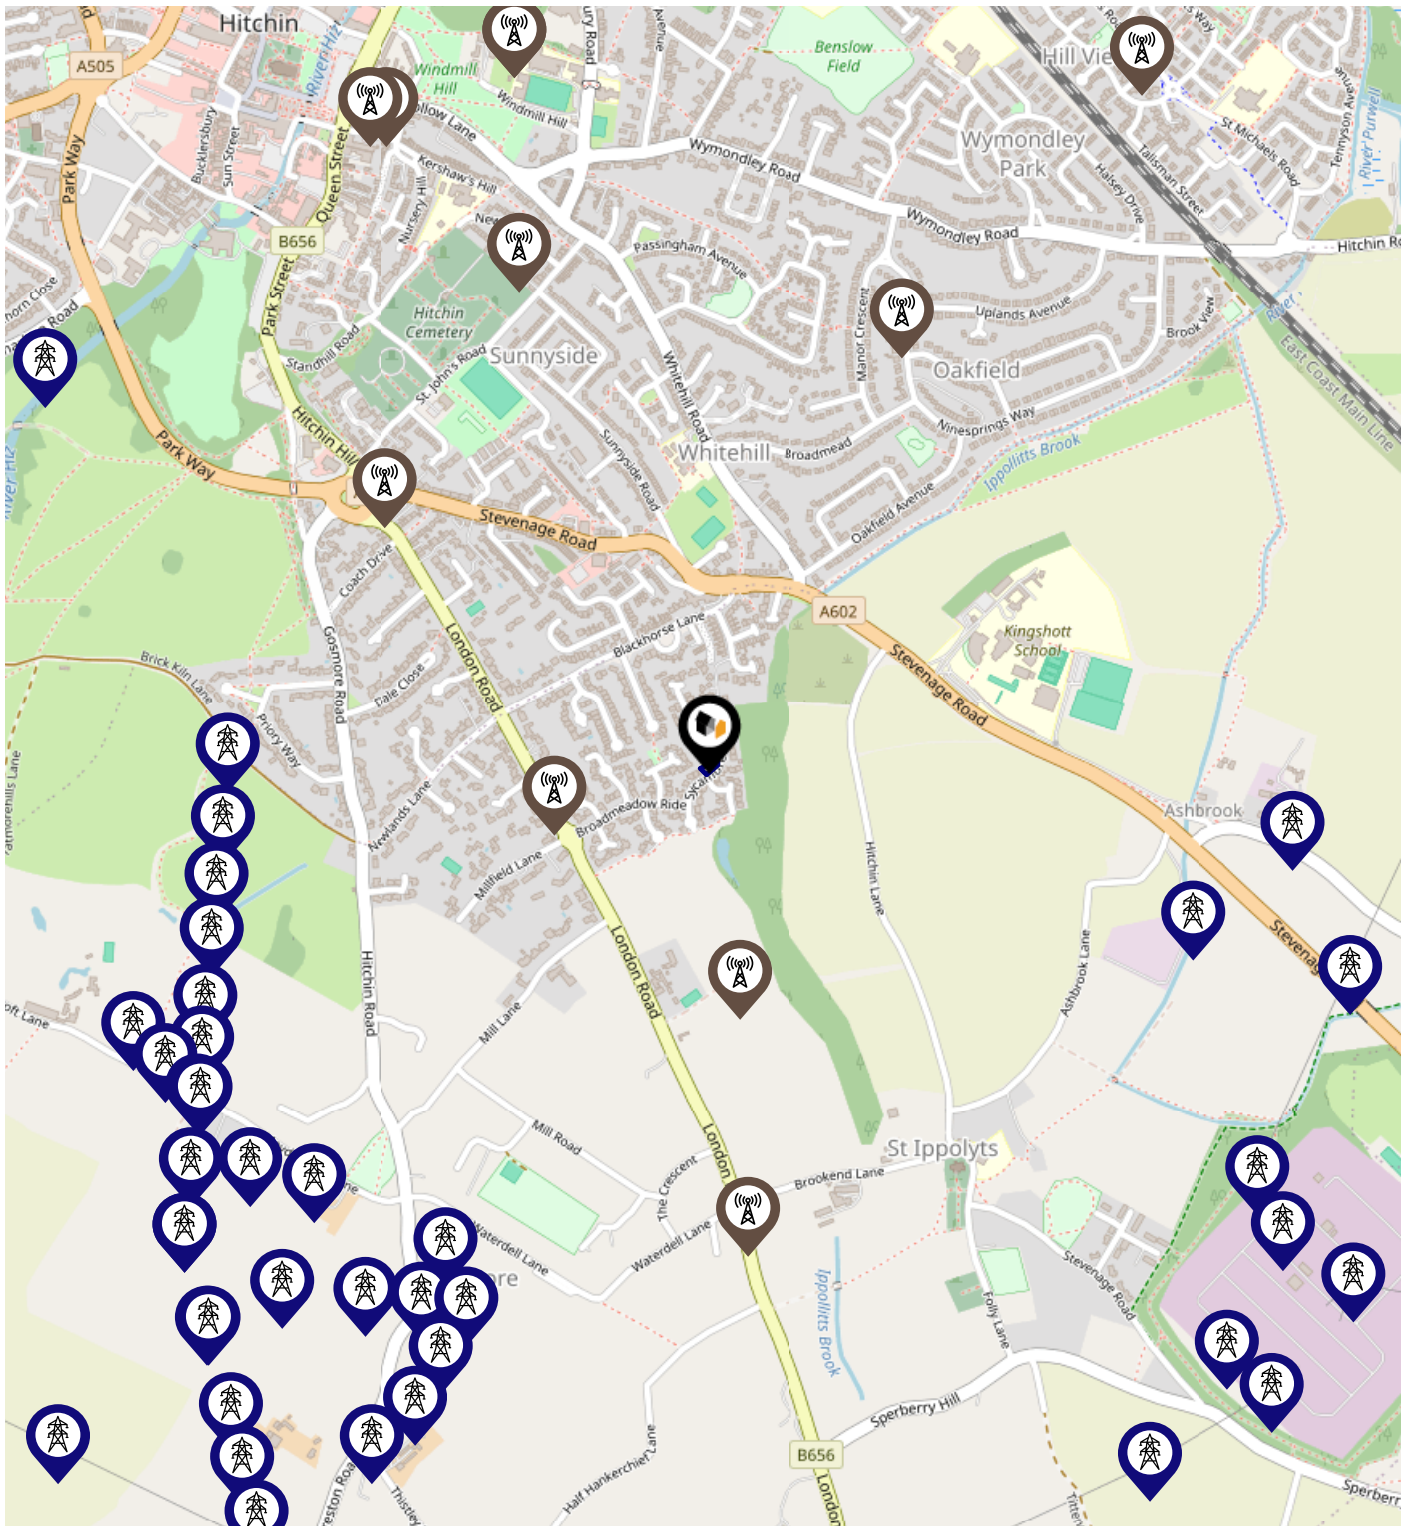 Hitchin
A505
River Hiz
Windmill
Hill
Windmill Hill
Benslow
Field
Hill
St Michaels Road
Tennyson Avenue
River Purwell
Talisman Street
Halsey Drive
Wymondley
Park
Wymondley Road
Wymondley Road
Park Way
Bucklersbury
Sun Street
Queen Street
Kershaw's Hill
Nursery Hill
B656
Park Street
Passingham Avenue
Hitchin
Cemetery
Standhill Road
St. John's Road
Sunnyside
Whitehill Road
Manor Crescent
Uplands Avenue
Brook View
River
East Coast Main Line
Oakfield
Ninesprings Way
Broadmead
Whitehill
Sunnyside Road
Oakfield Avenue
Ippollitts Brook
Hitchin Hill
Park Way
River Hiz
Stevenage Road
Coach Drive
A602
Blackhorse Lane
Kingshott
School
Stevenage Road
Gosmore Road
London Road
Dale Close
Brick Kiln Lane
Priory Way
Newlands Lane
Broadmeadow Ride
Millfield Lane
Hitchin Lane
Ashbrook
Ashbrook Lane
London Road
Hitchin Road
Mill Lane
Mill Road
The Crescent
London
St Ippolyts
Brookend Lane
Waterdell Lane
Waterdell Lane
Stevenage Road
Folly Lane
Ippollitts Brook
Sperberry Hill
B656
Half Hankerchief Lane
London